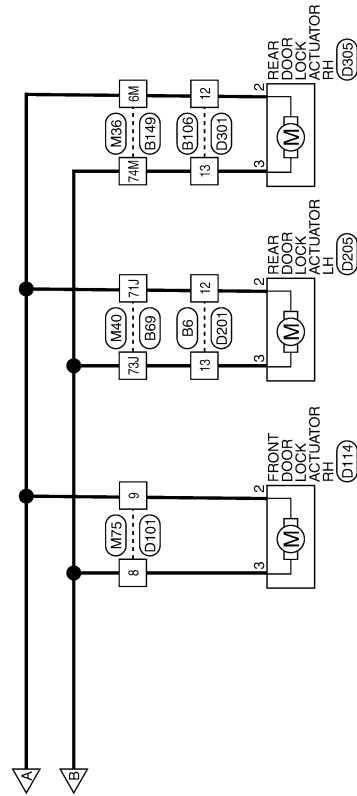 A
B
8
9
M75
D101
3
2
M
FRONT
DOOR
LOCK
ACTUATOR
RH
D114
73J
71J
M40
B69
13
12
B6
D201
3
2
M
REAR
DOOR
LOCK
ACTUATOR
LH
D205
74M
6M
M36
B149
13
12
B106
D301
3
2
M
REAR
DOOR
LOCK
ACTUATOR
RH
D305